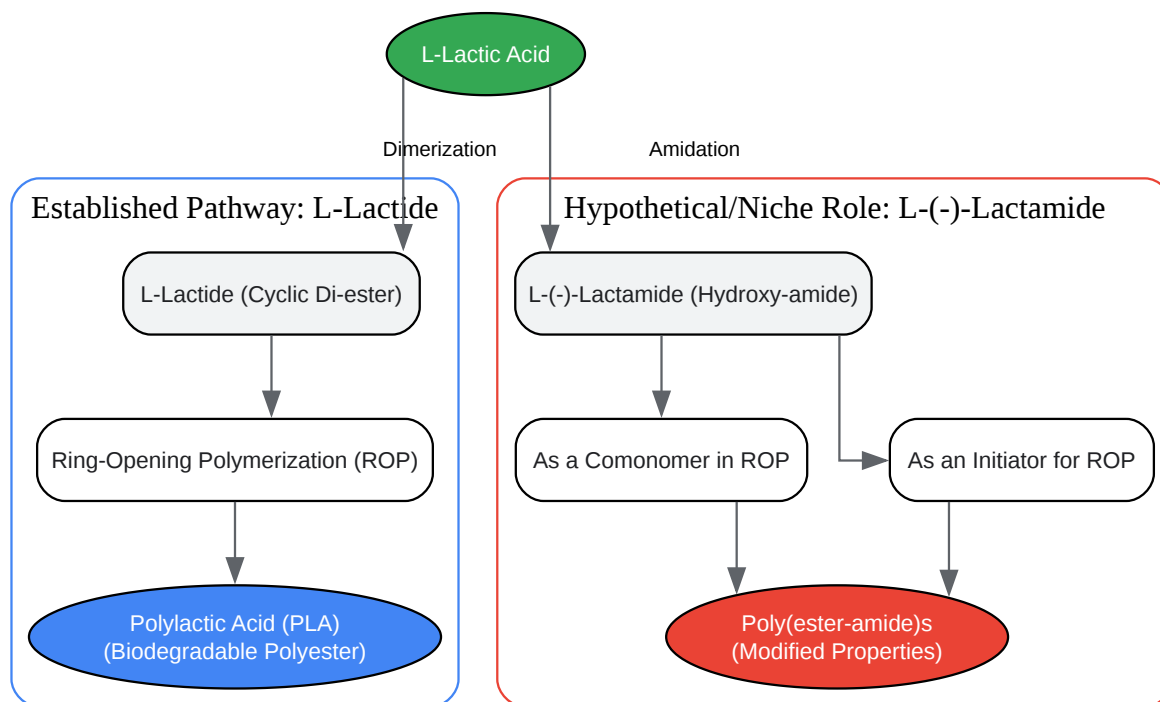 L-Lactic Acid
Dimerization
Amidation
Established Pathway: L-Lactide
Hypothetical/Niche Role: L-(-)-Lactamide
L-Lactide (Cyclic Di-ester)
L-(-)-Lactamide (Hydroxy-amide)
Ring-Opening Polymerization (ROP)
As a Comonomer in ROP
As an Initiator for ROP
Polylactic Acid (PLA)
(Biodegradable Polyester)
Poly(ester-amide)s
(Modified Properties)